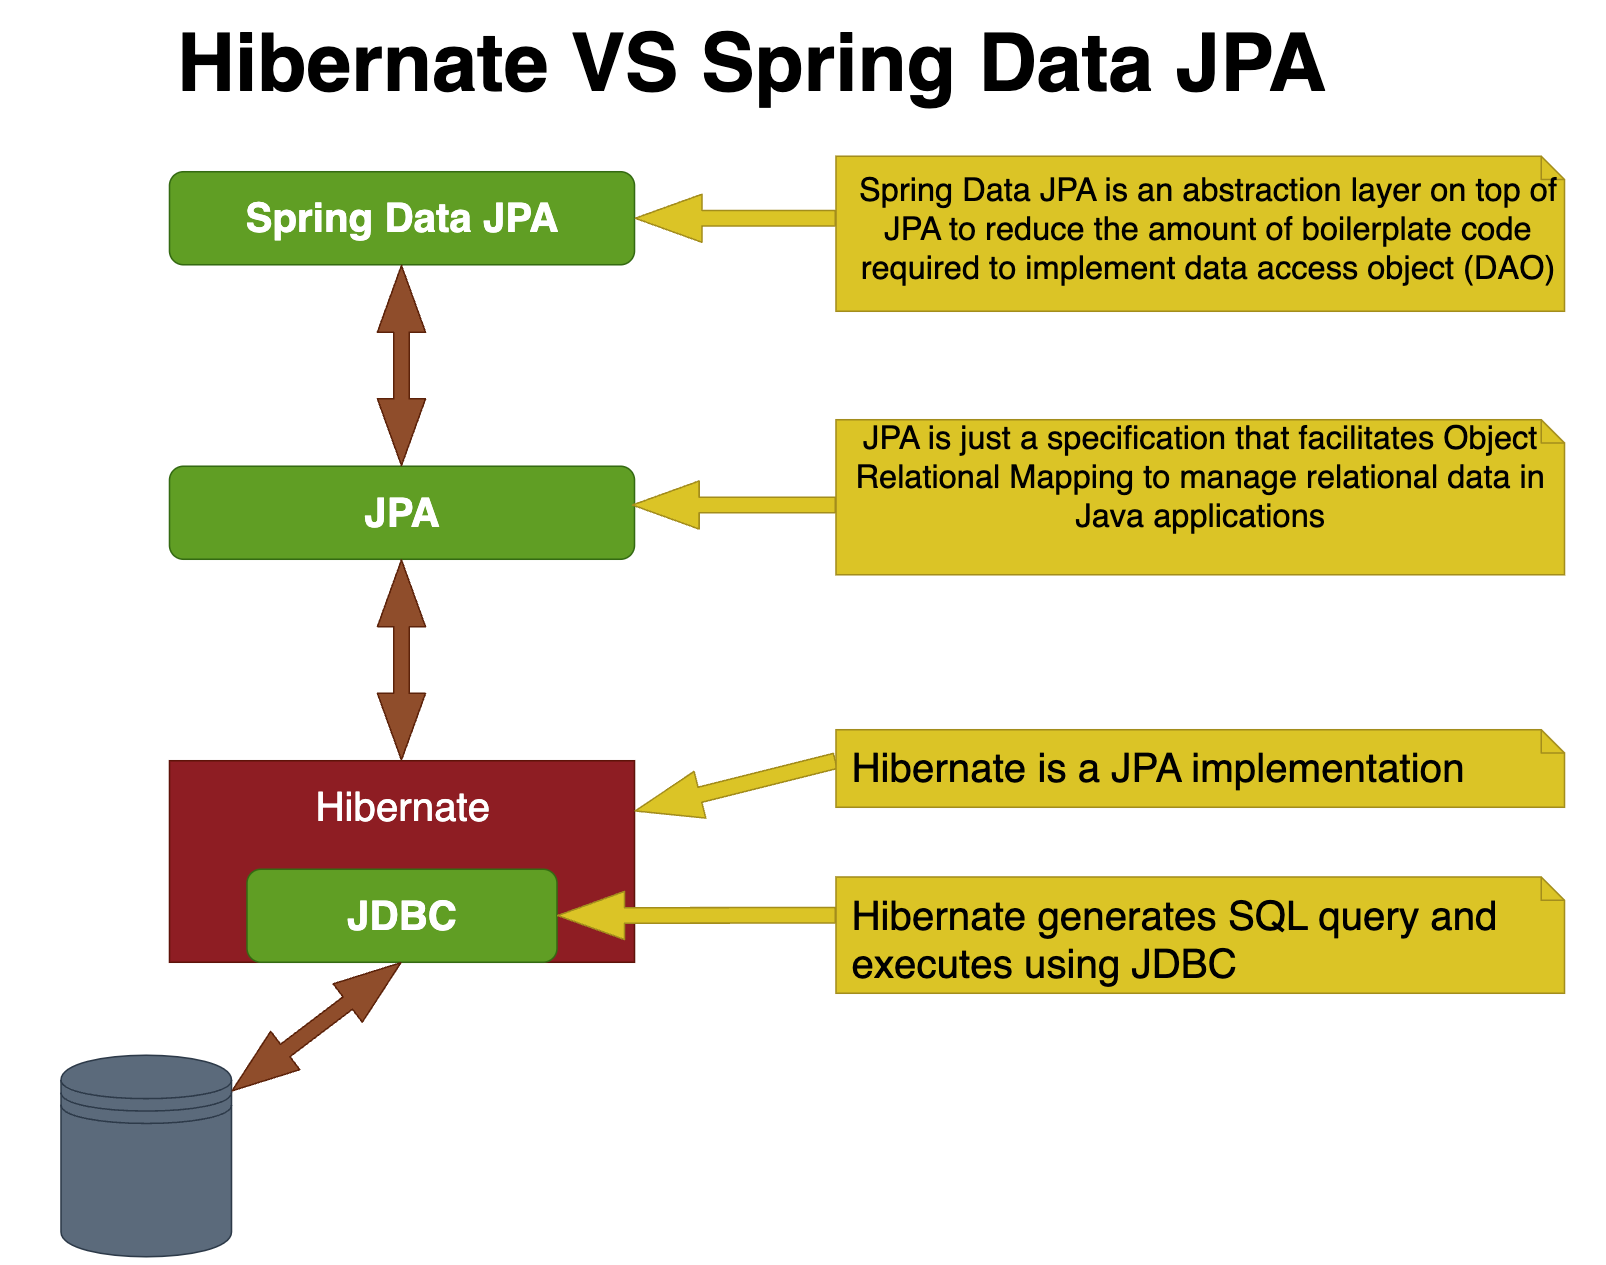 Hibernate VS Spring Data JPA
Spring Data JPA
Spring Data JPA is an abstraction layer on top of
JPA to reduce the amount of boilerplate code
required to implement data access object (DAO)
JPA
JPA is just a specification that facilitates Object
Relational Mapping to manage relational data in
Java applications
Hibernate
Hibernate is a JPA implementation
JDBC
Hibernate generates SQL query and
executes using JDBC